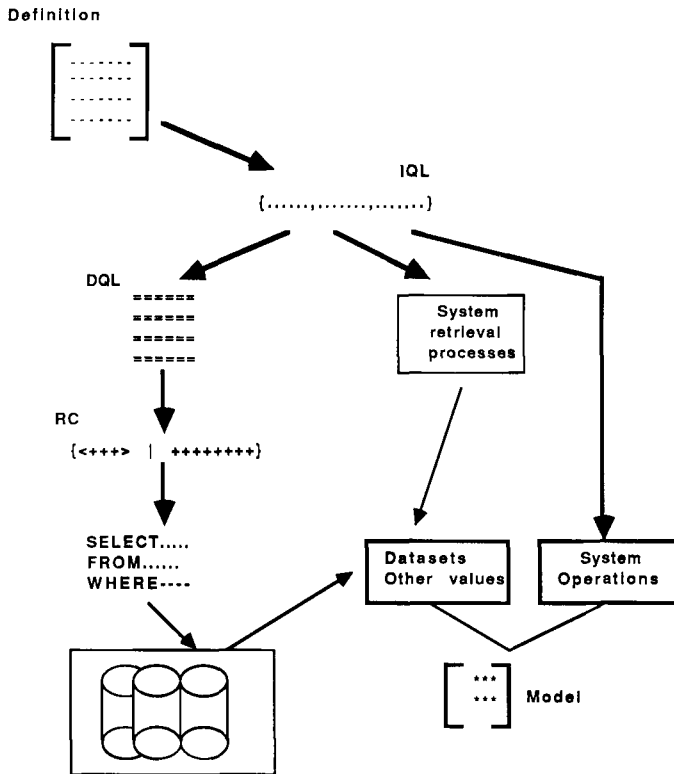 Definition
-------
-------
-------
-------
IQL
{......,.......,.......}
DQL
======
======
======
======
System
retrieval
processes
RC
{<+++> | ++++++++}
SELECT.....
FROM......
WHERE----
Datasets
Other values
System
Operations
***
***
Model